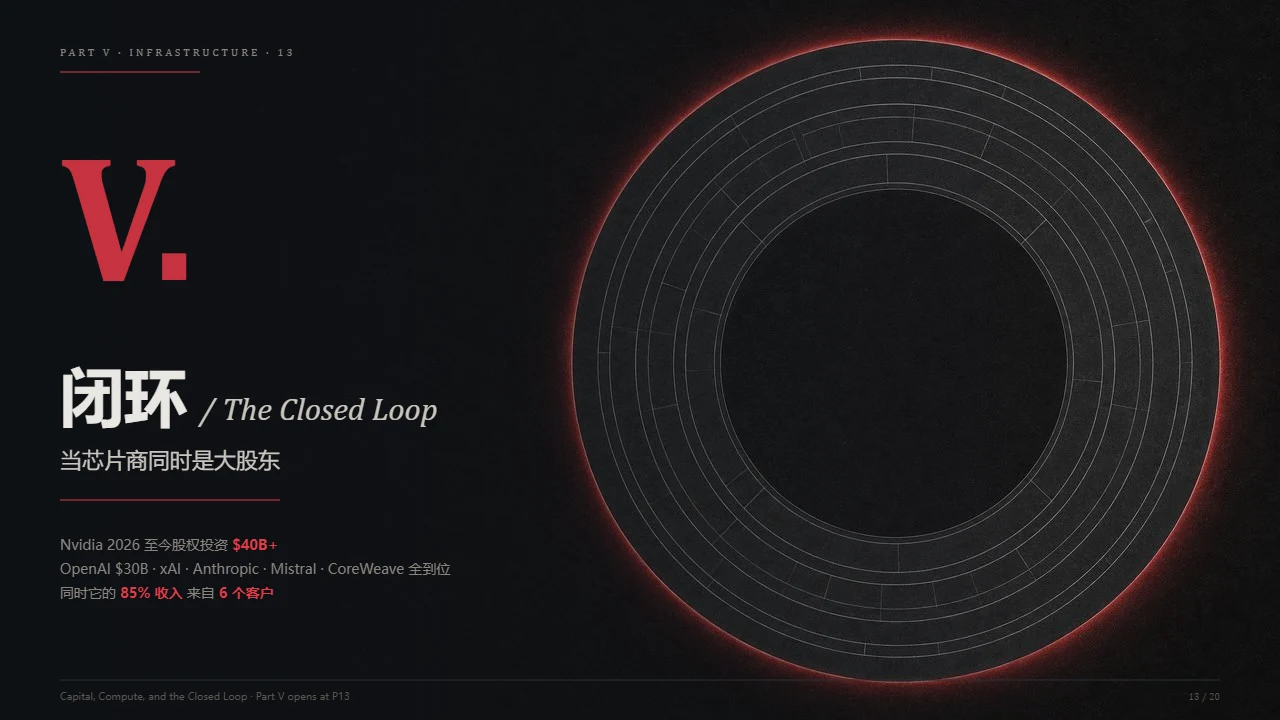 PART V · INFRASTRUCTURE · 13
V.
闭环 / The Closed Loop
当芯片商同时是大股东
Nvidia 2026 至今股权投资 $40B+
OpenAI $30B · xAI · Anthropic · Mistral · CoreWeave 全到位
同时它的 85% 收入 来自 6 个客户
Capital, Compute, and the Closed Loop · Part V opens at P13
13 / 20